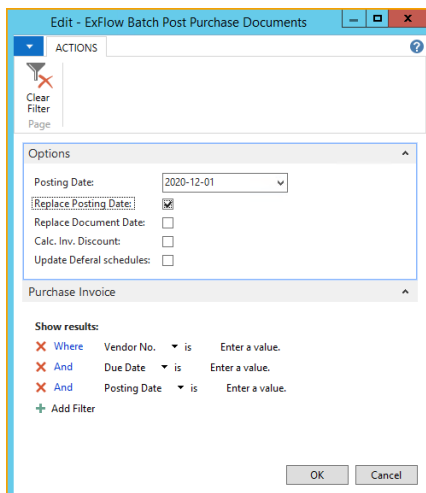 Edit - ExFlow Batch Post Purchase Documents
ACTIONS
Clear
Filter
Page
Options
Posting Date: 2020-12-01
Replace Posting Date:
Replace Document Date:
Calc. Inv. Discount:
Update Deferal schedules:
Purchase Invoice
Show results:
Where Vendor No. is Enter a value.
And Due Date is Enter a value.
And Posting Date is Enter a value.
Add Filter
OK Cancel